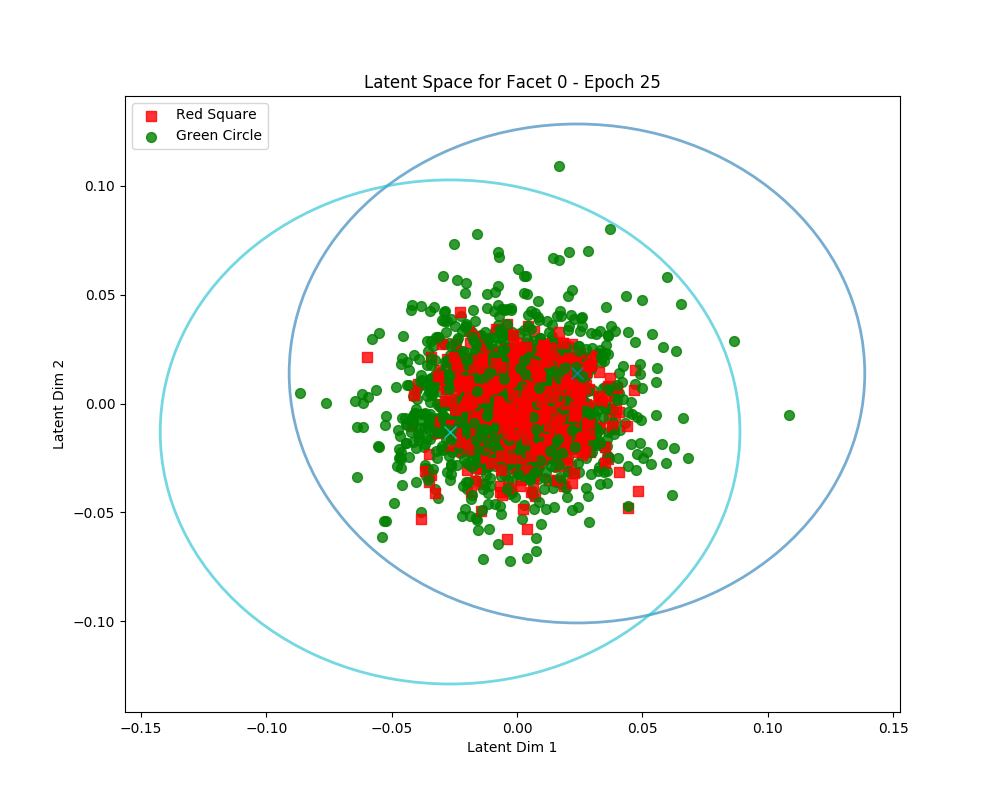 Latent Space for Facet 0 - Epoch 25
Red Square
Green Circle
0.10
0.05
0.00
−0.05
−0.10
Latent Dim 2
−0.15
−0.10
−0.05
0.00
0.05
0.10
0.15
Latent Dim 1